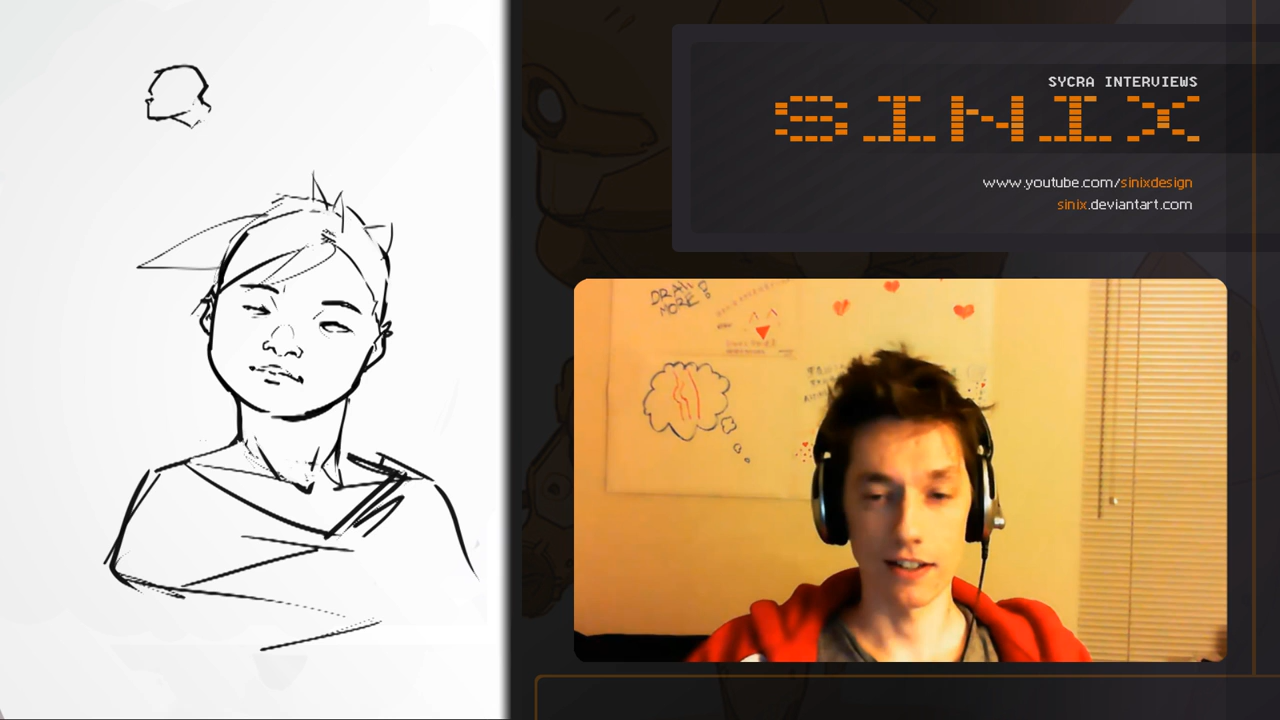 SYCRA INTERVIEWS
SINIX
www.youtube.com/sinixdesign
sinix.deviantart.com
DRAW
MORE!